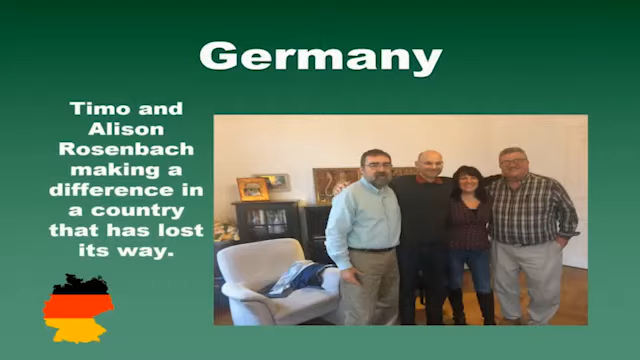 Germany
Timo and
Alison
Rosenbach
making a
difference in
a country
that has lost
its way.